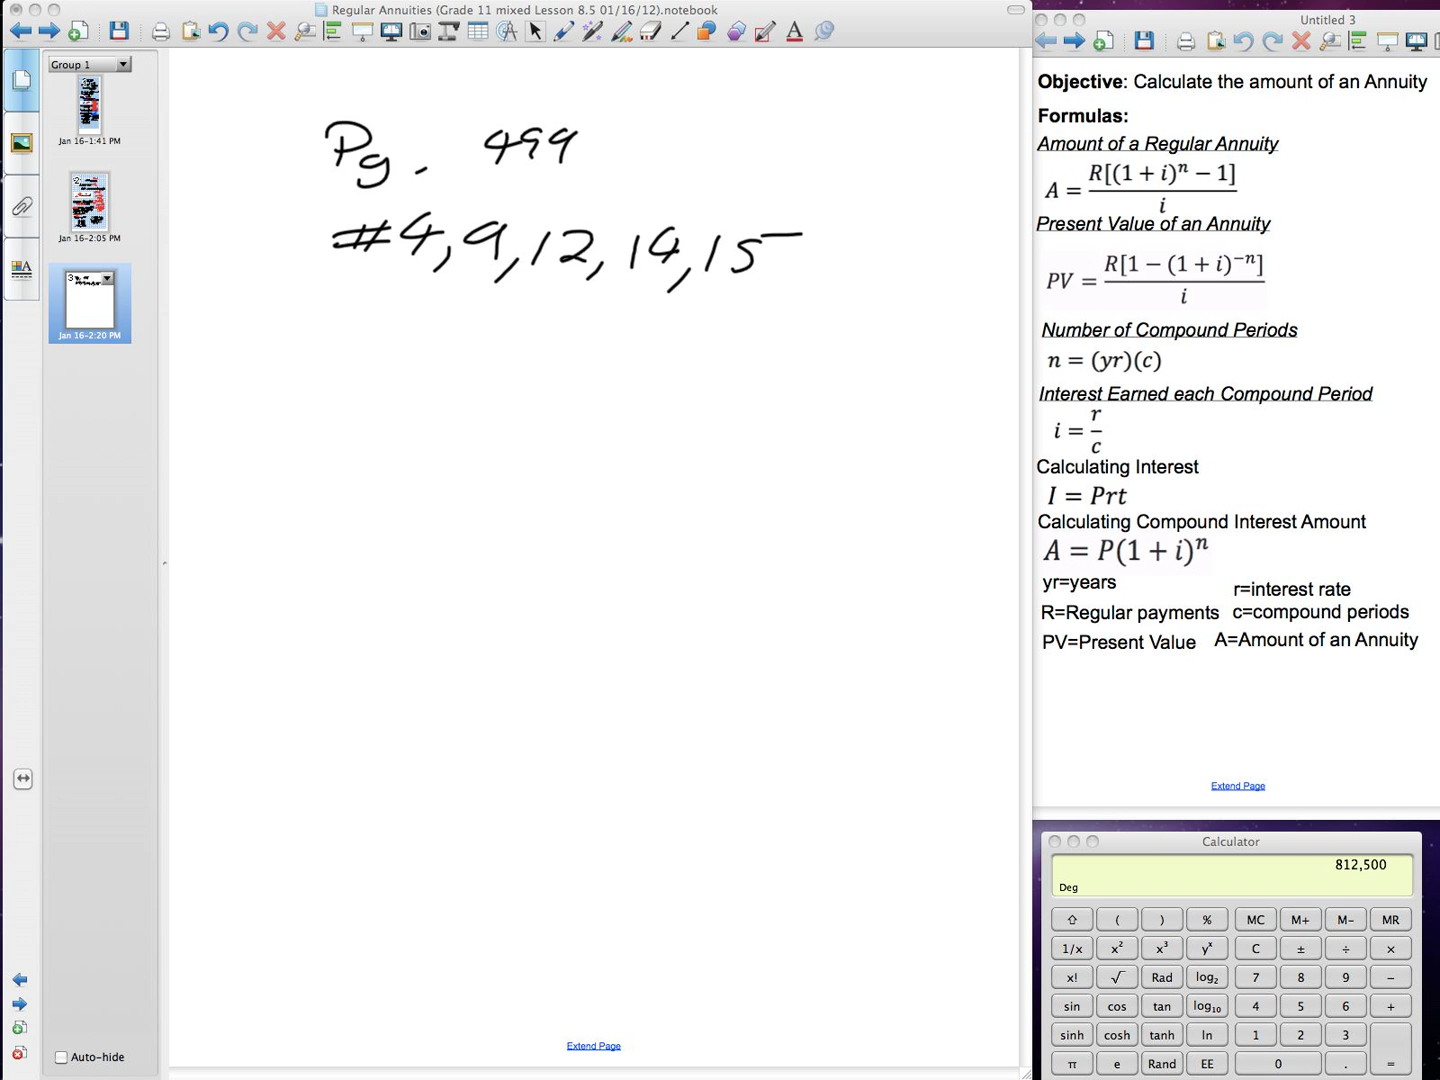 Regular Annuities (Grade 11 mixed Lesson 8.5 01/16/12).notebook
Group 1
Jan 16-1:41 PM
2
Jan 16-2:05 PM
3
Jan 16-2:20 PM
Auto-hide
Pg. 499
#4, 9, 12, 14, 15
Extend Page
Untitled 3
Objective: Calculate the amount of an Annuity
Formulas:
Amount of a Regular Annuity
A = R[(1 + i)^n − 1] / i
Present Value of an Annuity
PV = R[1 − (1 + i)^−n] / i
Number of Compound Periods
n = (yr)(c)
Interest Earned each Compound Period
i = r/c
Calculating Interest
I = Prt
Calculating Compound Interest Amount
A = P(1 + i)^n
yr=years
r=interest rate
R=Regular payments c=compound periods
PV=Present Value A=Amount of an Annuity
Extend Page
Calculator
812,500
Deg
( ) % MC M+ M- MR
1/x x² x³ yˣ C ± ÷ ×
x! √ Rad log₂ 7 8 9 −
sin cos tan log₁₀ 4 5 6 +
sinh cosh tanh ln 1 2 3
π e Rand EE 0 . =